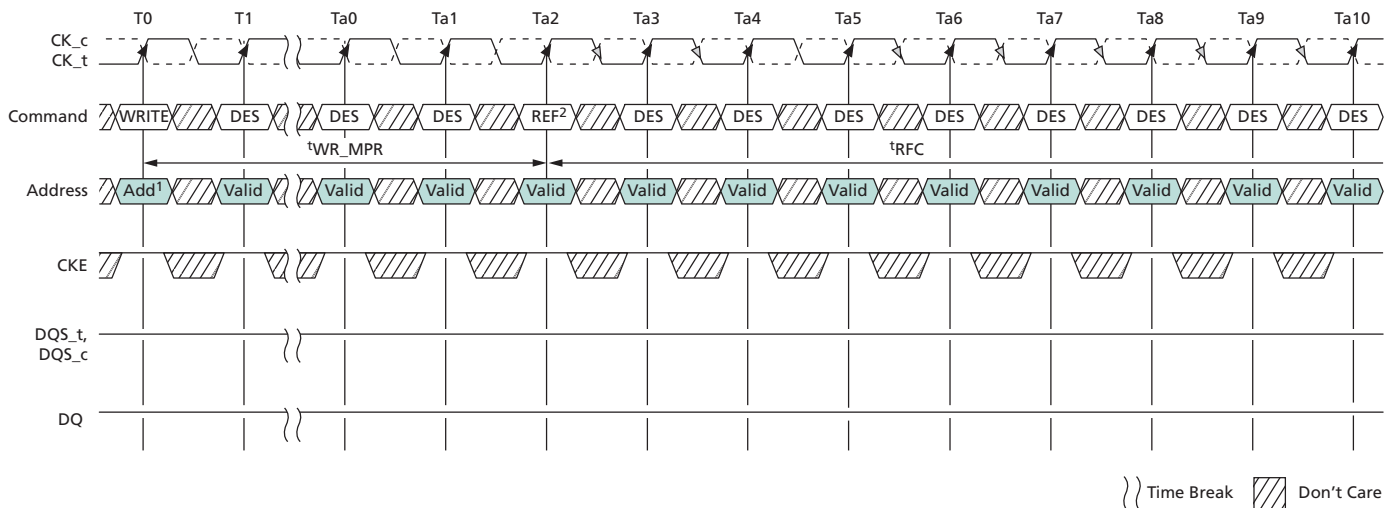 T0 T1 Ta0 Ta1 Ta2 Ta3 Ta4 Ta5 Ta6 Ta7 Ta8 Ta9 Ta10
CK_c
CK_t
Command WRITE DES DES DES REF² DES DES DES DES DES DES DES DES
ᵗWR_MPR ᵗRFC
Address Add¹ Valid Valid Valid Valid Valid Valid Valid Valid Valid Valid Valid Valid
CKE
DQS_t,
DQS_c
DQ
Time Break Don't Care